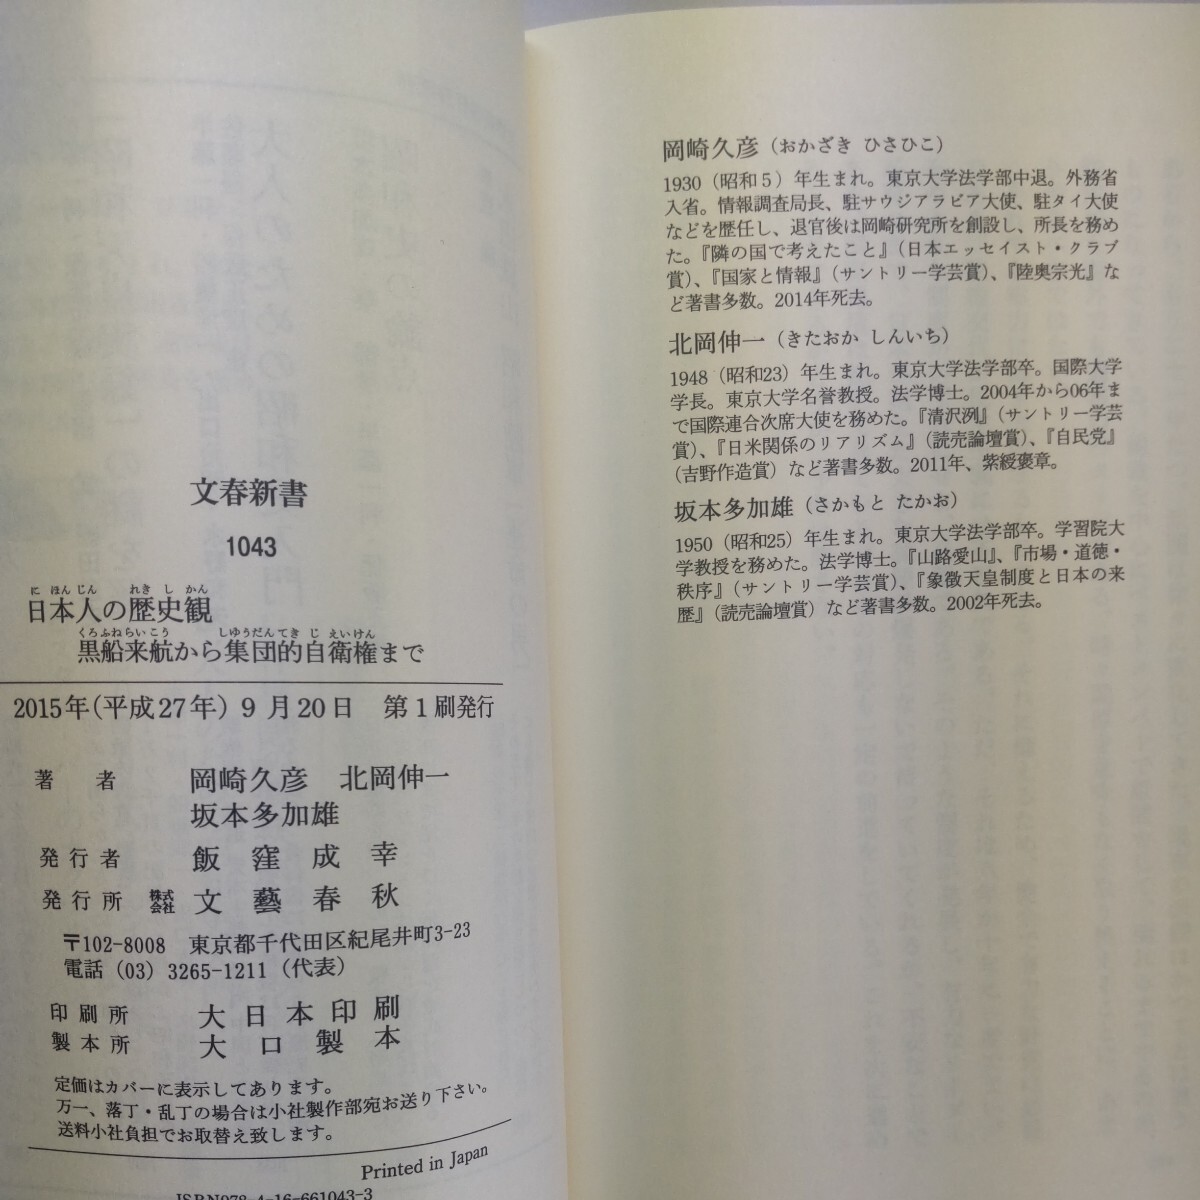 文春新書
1043
に ほんじん れき し かん
日本人の歴史観
くろふねらいこう しゆうだんてき じ えいけん
黒船来航から集団的自衛権まで
2015年(平成27年) 9月20日 第1刷発行
著者 岡崎久彦 北岡伸一
坂本多加雄
発行者 飯窪成幸
発行所 株式会社 文藝春秋
〒102-8008 東京都千代田区紀尾井町3-23
電話 (03) 3265-1211 (代表)
印刷所 大日本印刷
製本所 大口製本
定価はカバーに表示してあります。
万一、落丁・乱丁の場合は小社製作部宛お送り下さい。
送料小社負担でお取替え致します。
Printed in Japan
ISBN978-4-16-661043-3
岡崎久彦(おかざき ひさひこ)
1930(昭和5)年生まれ。東京大学法学部中退。外務省
入省。情報調査局長、駐サウジアラビア大使、駐タイ大使
などを歴任し、退官後は岡崎研究所を創設し、所長を務め
た。『隣の国で考えたこと』(日本エッセイスト・クラブ
賞)、『国家と情報』(サントリー学芸賞)、『陸奥宗光』な
ど著書多数。2014年死去。
北岡伸一(きたおか しんいち)
1948(昭和23)年生まれ。東京大学法学部卒。国際大学
学長。東京大学名誉教授。法学博士。2004年から06年ま
で国際連合次席大使を務めた。『清沢洌』(サントリー学芸
賞)、『日米関係のリアリズム』(読売論壇賞)、『自民党』
(吉野作造賞)など著書多数。2011年、紫綬褒章。
坂本多加雄(さかもと たかお)
1950(昭和25)年生まれ。東京大学法学部卒。学習院大
学教授を務めた。法学博士。『山路愛山』、『市場・道徳・
秩序』(サントリー学芸賞)、『象徴天皇制度と日本の来
歴』(読売論壇賞)など著書多数。2002年死去。